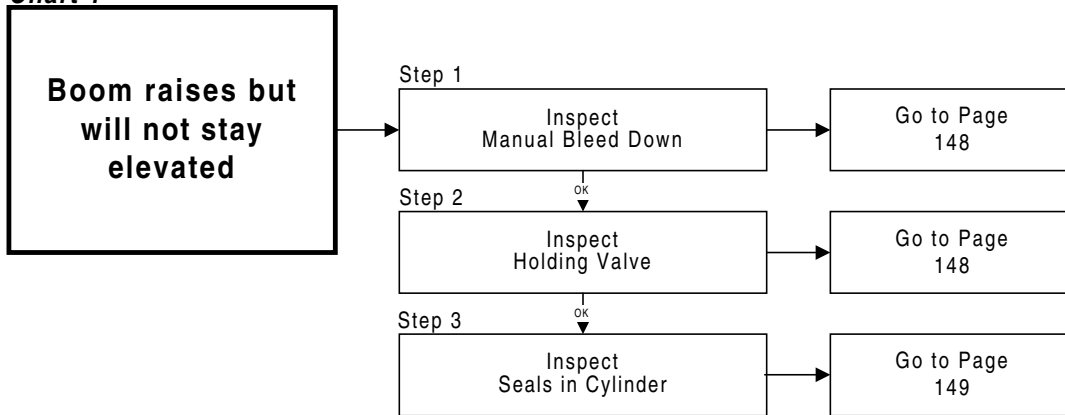 Boom raises but
will not stay
elevated
Step 1
Inspect
Manual Bleed Down
Go to Page
148
OK
Step 2
Inspect
Holding Valve
Go to Page
148
OK
Step 3
Inspect
Seals in Cylinder
Go to Page
149